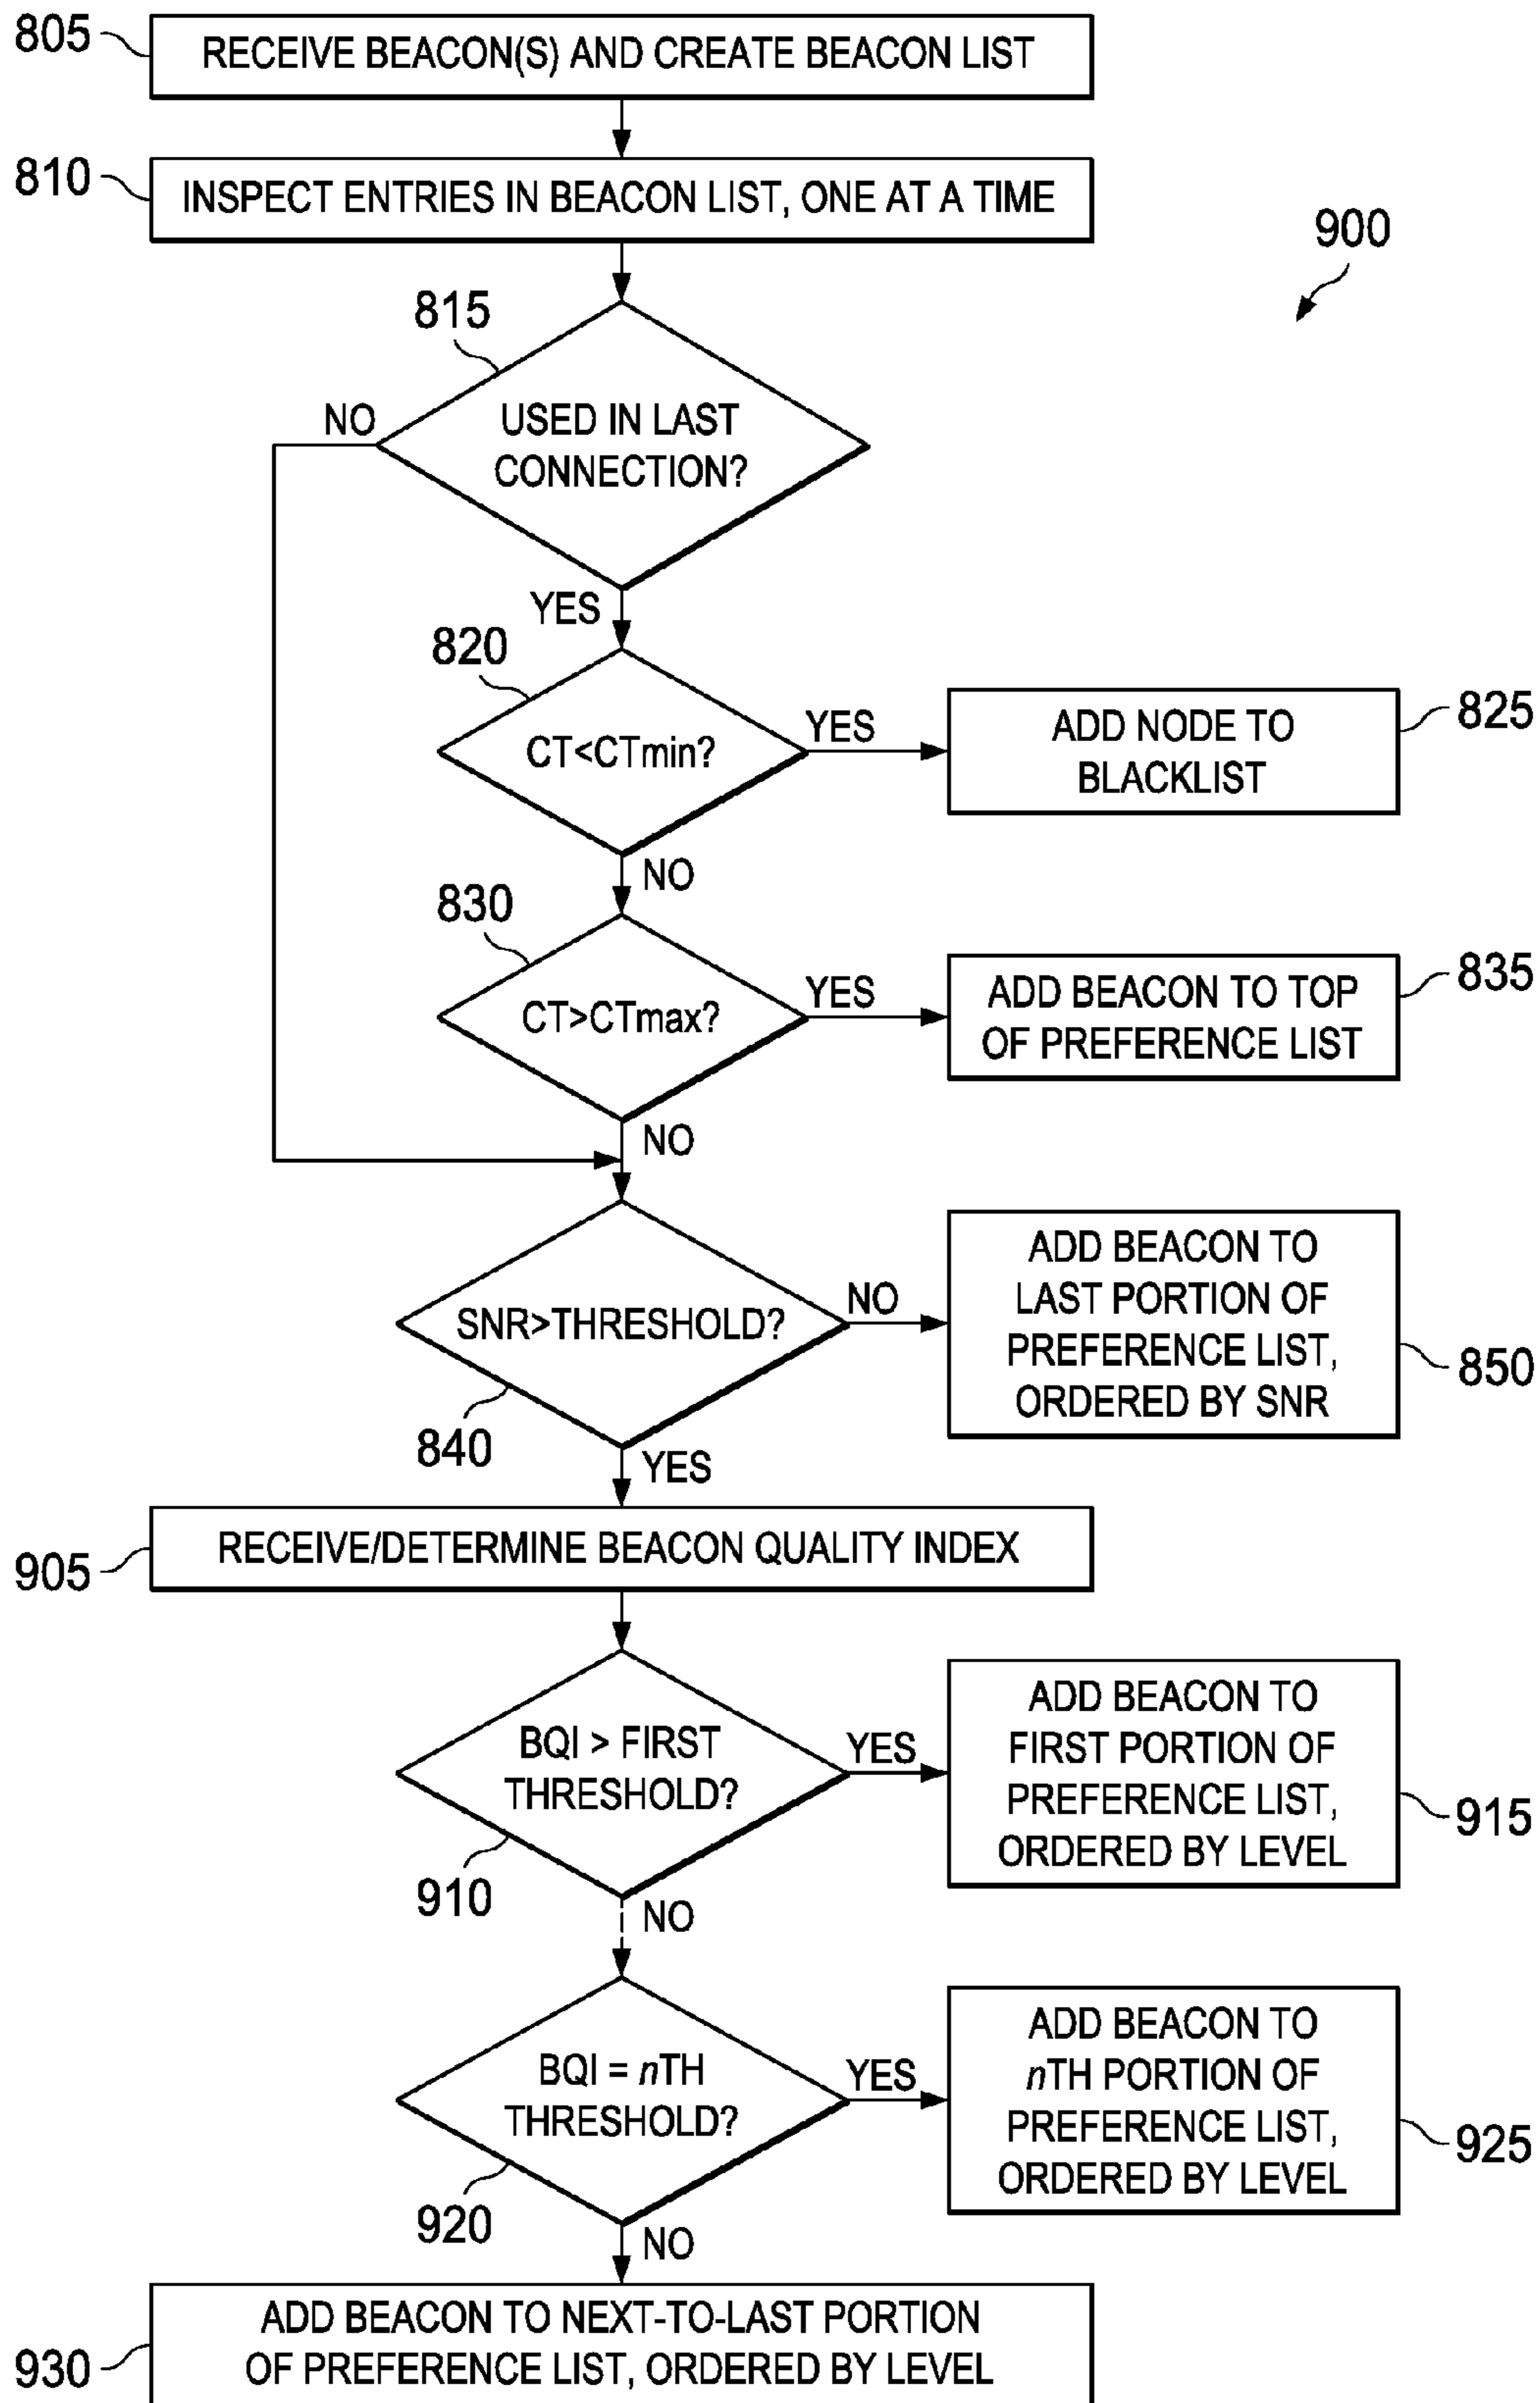 805
RECEIVE BEACON(S) AND CREATE BEACON LIST
810
INSPECT ENTRIES IN BEACON LIST, ONE AT A TIME
900
815
NO
USED IN LAST
CONNECTION?
YES
820
CT<CTmin?
YES
ADD NODE TO
BLACKLIST
825
NO
830
CT>CTmax?
YES
ADD BEACON TO TOP
OF PREFERENCE LIST
835
NO
SNR>THRESHOLD?
840
NO
ADD BEACON TO
LAST PORTION OF
PREFERENCE LIST,
ORDERED BY SNR
850
YES
905
RECEIVE/DETERMINE BEACON QUALITY INDEX
BQI > FIRST
THRESHOLD?
910
YES
ADD BEACON TO
FIRST PORTION OF
PREFERENCE LIST,
ORDERED BY LEVEL
915
NO
BQI = nTH
THRESHOLD?
920
YES
ADD BEACON TO
nTH PORTION OF
PREFERENCE LIST,
ORDERED BY LEVEL
925
NO
930
ADD BEACON TO NEXT-TO-LAST PORTION
OF PREFERENCE LIST, ORDERED BY LEVEL